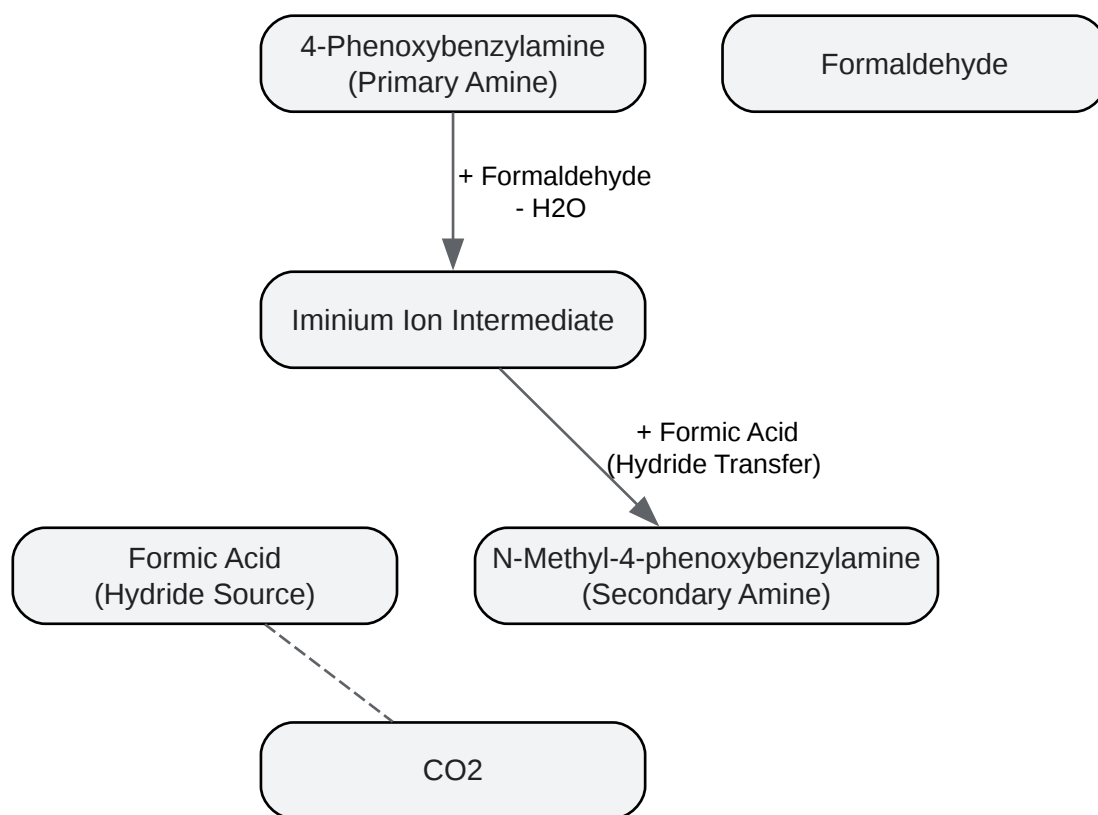 4-Phenoxybenzylamine
(Primary Amine)
Formaldehyde
+ Formaldehyde
- H2O
Iminium Ion Intermediate
+ Formic Acid
(Hydride Transfer)
Formic Acid
(Hydride Source)
N-Methyl-4-phenoxybenzylamine
(Secondary Amine)
CO2